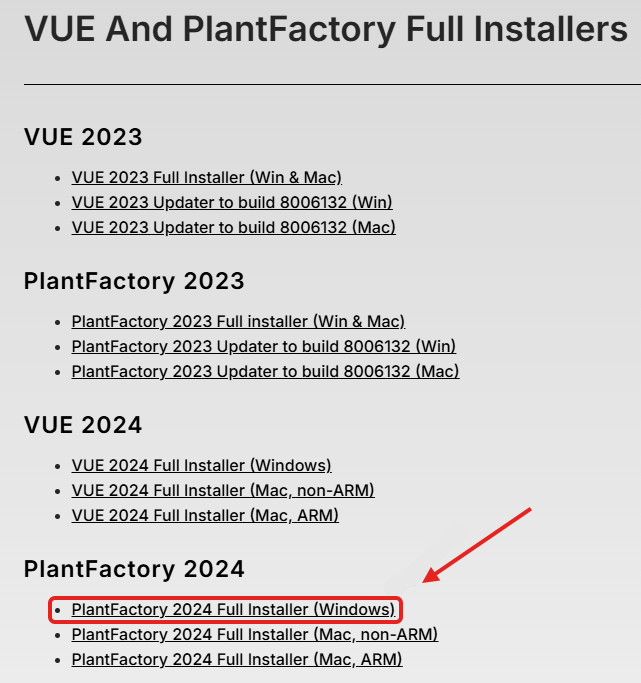 VUE And PlantFactory Full Installers
VUE 2023
• VUE 2023 Full Installer (Win & Mac)
• VUE 2023 Updater to build 8006132 (Win)
• VUE 2023 Updater to build 8006132 (Mac)
PlantFactory 2023
• PlantFactory 2023 Full installer (Win & Mac)
• PlantFactory 2023 Updater to build 8006132 (Win)
• PlantFactory 2023 Updater to build 8006132 (Mac)
VUE 2024
• VUE 2024 Full Installer (Windows)
• VUE 2024 Full Installer (Mac, non-ARM)
• VUE 2024 Full Installer (Mac, ARM)
PlantFactory 2024
• PlantFactory 2024 Full Installer (Windows)
• PlantFactory 2024 Full Installer (Mac, non-ARM)
• PlantFactory 2024 Full Installer (Mac, ARM)